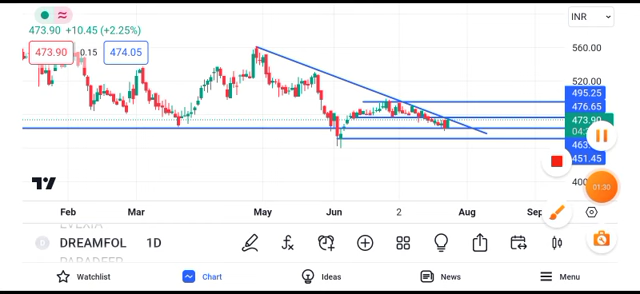 INR
473.90 +10.45 (+2.25%)
473.90 0.15 474.05
560.00
520.00
495.25
476.65
473.90
451.45
01:30
Feb Mar May Jun 2 Aug Sep
DREAMFOL 1D
Watchlist Chart Ideas News Menu